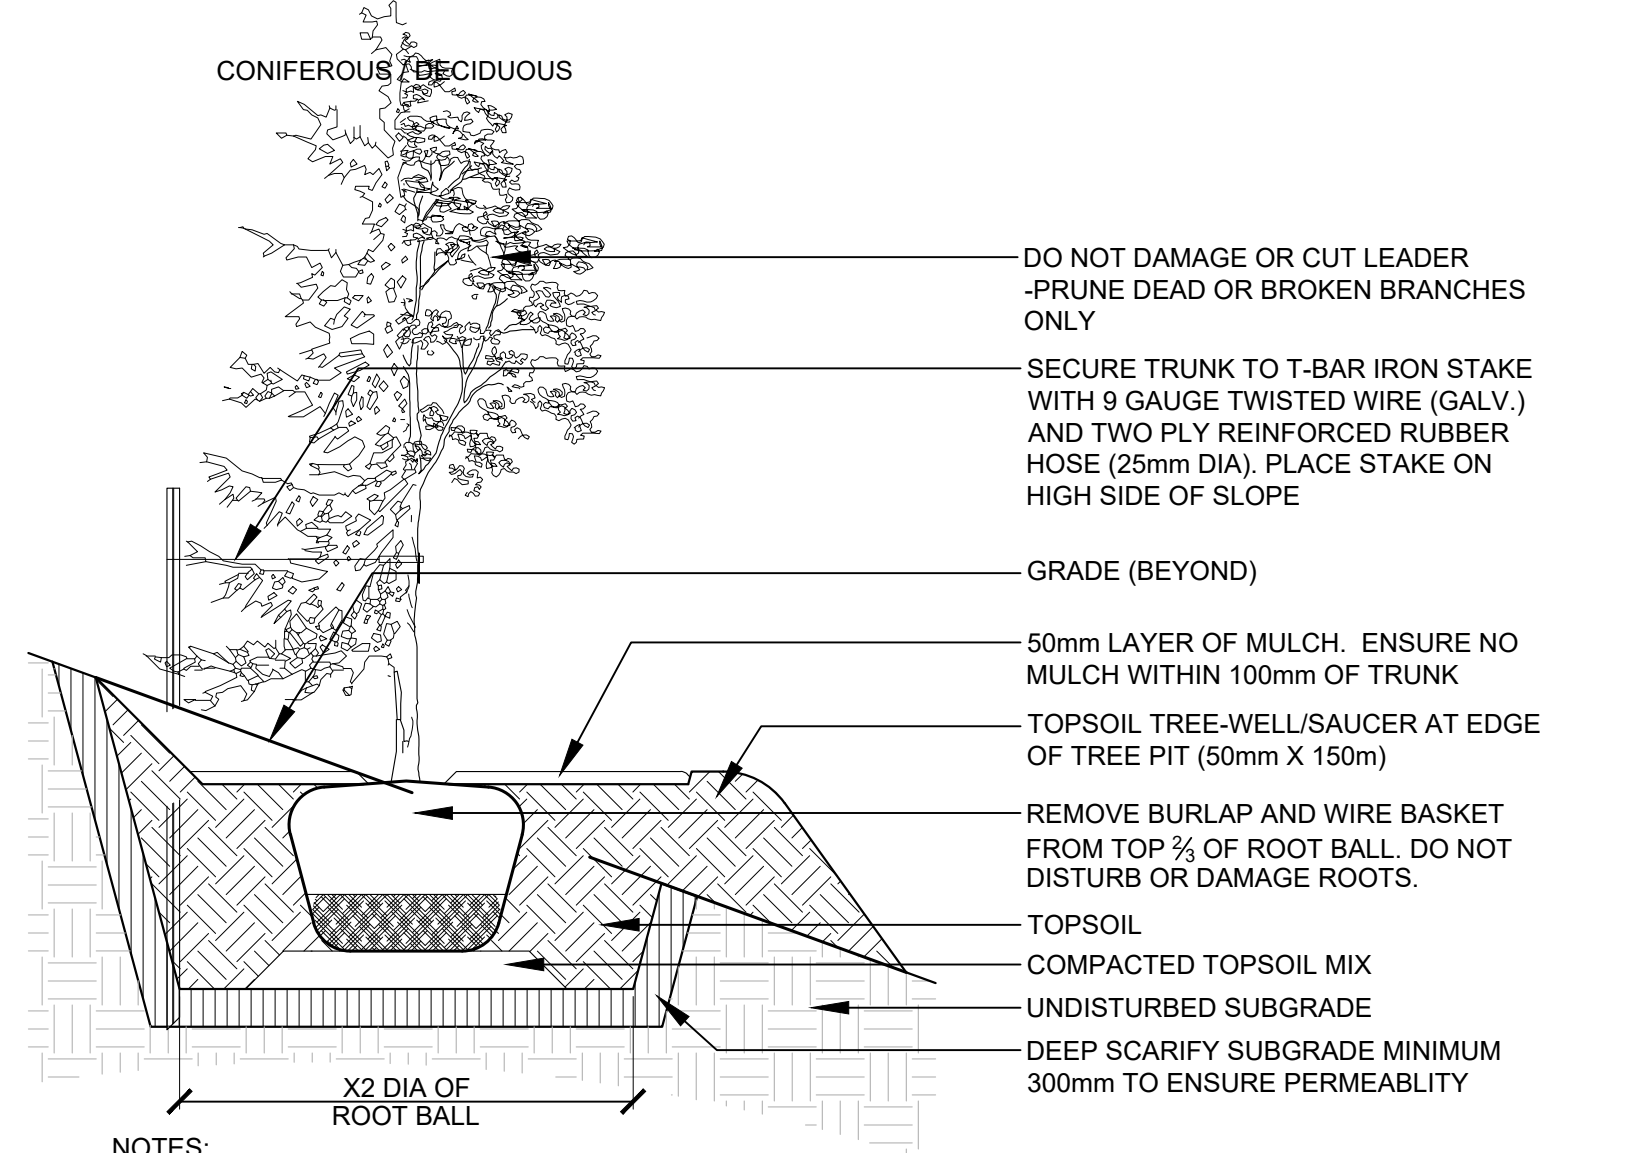 CONIFEROUS / DECIDUOUS
DO NOT DAMAGE OR CUT LEADER
-PRUNE DEAD OR BROKEN BRANCHES
ONLY
SECURE TRUNK TO T-BAR IRON STAKE
WITH 9 GAUGE TWISTED WIRE (GALV.)
AND TWO PLY REINFORCED RUBBER
HOSE (25mm DIA). PLACE STAKE ON
HIGH SIDE OF SLOPE
GRADE (BEYOND)
50mm LAYER OF MULCH.  ENSURE NO
MULCH WITHIN 100mm OF TRUNK
TOPSOIL TREE-WELL/SAUCER AT EDGE
OF TREE PIT (50mm X 150m)
REMOVE BURLAP AND WIRE BASKET
FROM TOP ⅔ OF ROOT BALL. DO NOT
DISTURB OR DAMAGE ROOTS.
TOPSOIL
COMPACTED TOPSOIL MIX
UNDISTURBED SUBGRADE
DEEP SCARIFY SUBGRADE MINIMUM
300mm TO ENSURE PERMEABLITY
X2 DIA OF
ROOT BALL
NOTES: